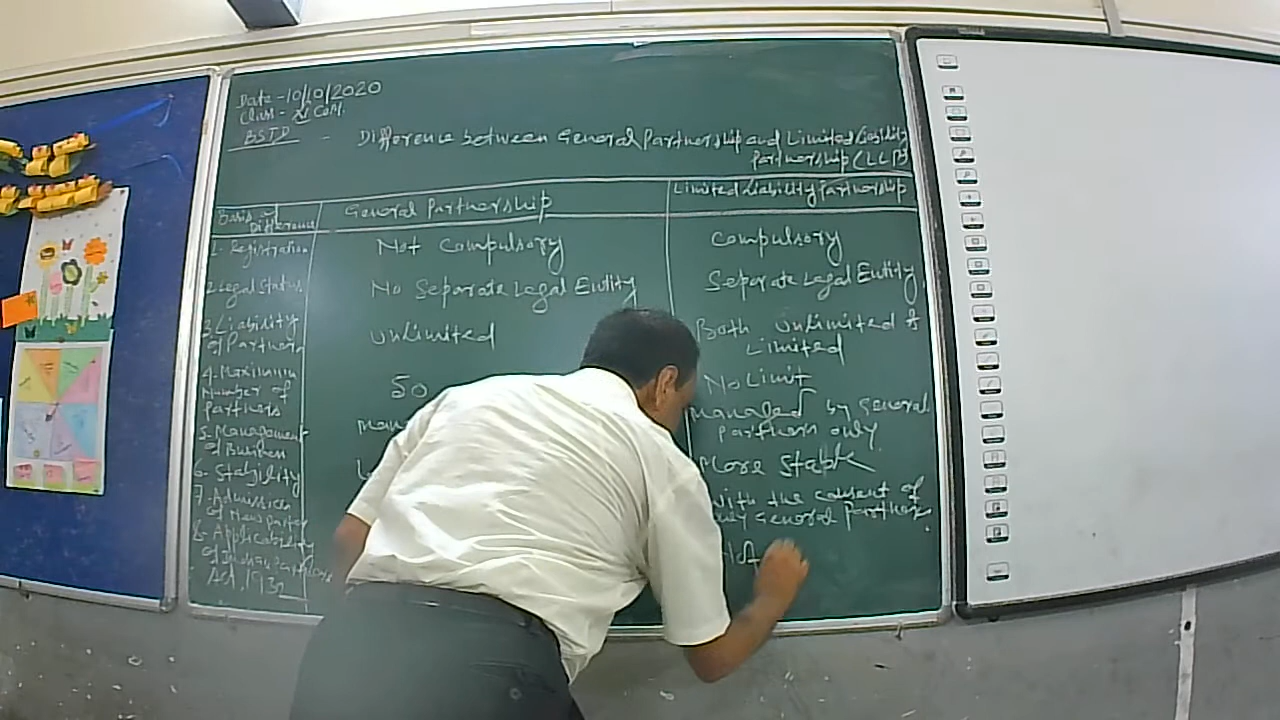 Date - 10/10/2020
Class - XI Com.
BSTD - Difference between General Partnership and Limited Liability
Partnership (LLP)
Basis of Difference
General Partnership
Limited Liability Partnership
1. Registration
Not Compulsory
Compulsory
2. Legal Status
No Separate Legal Entity
Separate Legal Entity
3. Liability
of Partners
Unlimited
Both Unlimited &
Limited
4. Maximum
Number of
Partners
50
No Limit
5. Management
of Business
Managed by General
Partners only
6. Stability
More Stable
7. Admission
of New Partner
with the consent of
General Partners.
8. Applicability
of Indian Partners
Act, 1932